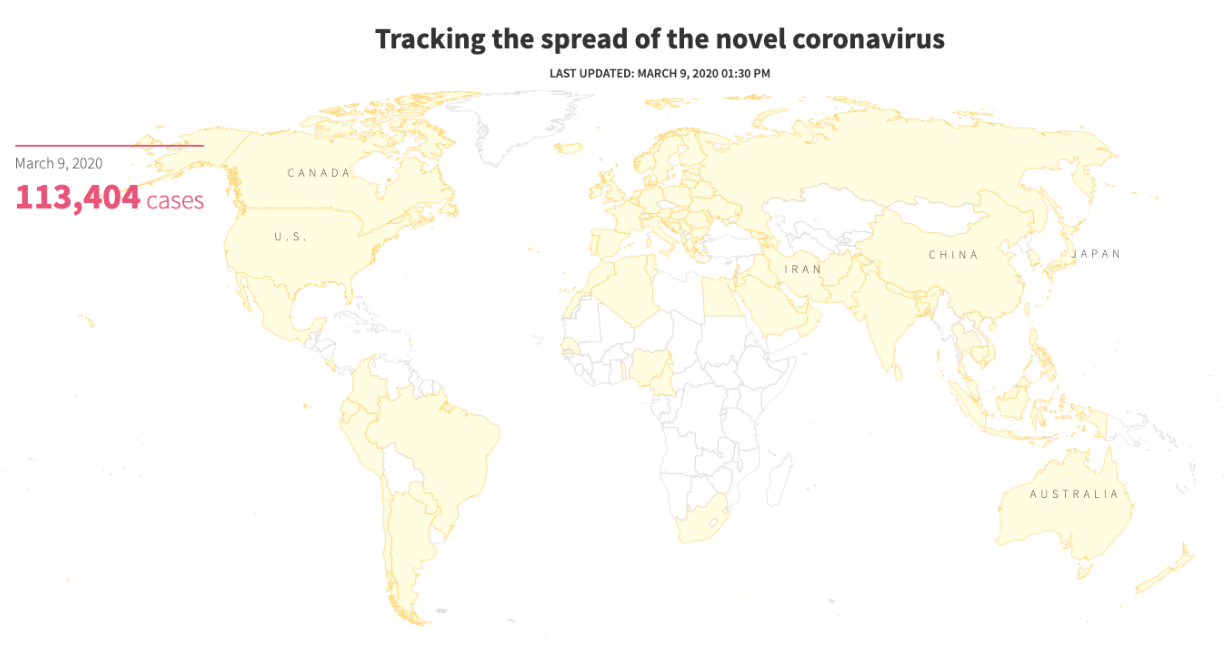 Tracking the spread of the novel coronavirus
LAST UPDATED: MARCH 9, 2020 01:30 PM
March 9, 2020
113,404 cases
CANADA
U.S.
IRAN
CHINA
JAPAN
AUSTRALIA